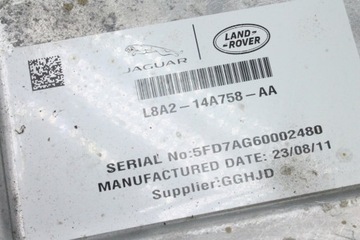 JAGUAR
LAND-
ROVER
L8A2-14A758-AA
SERIAL No:5FD7AG60002480
MANUFACTURED DATE: 23/08/11
Supplier:GGHJD